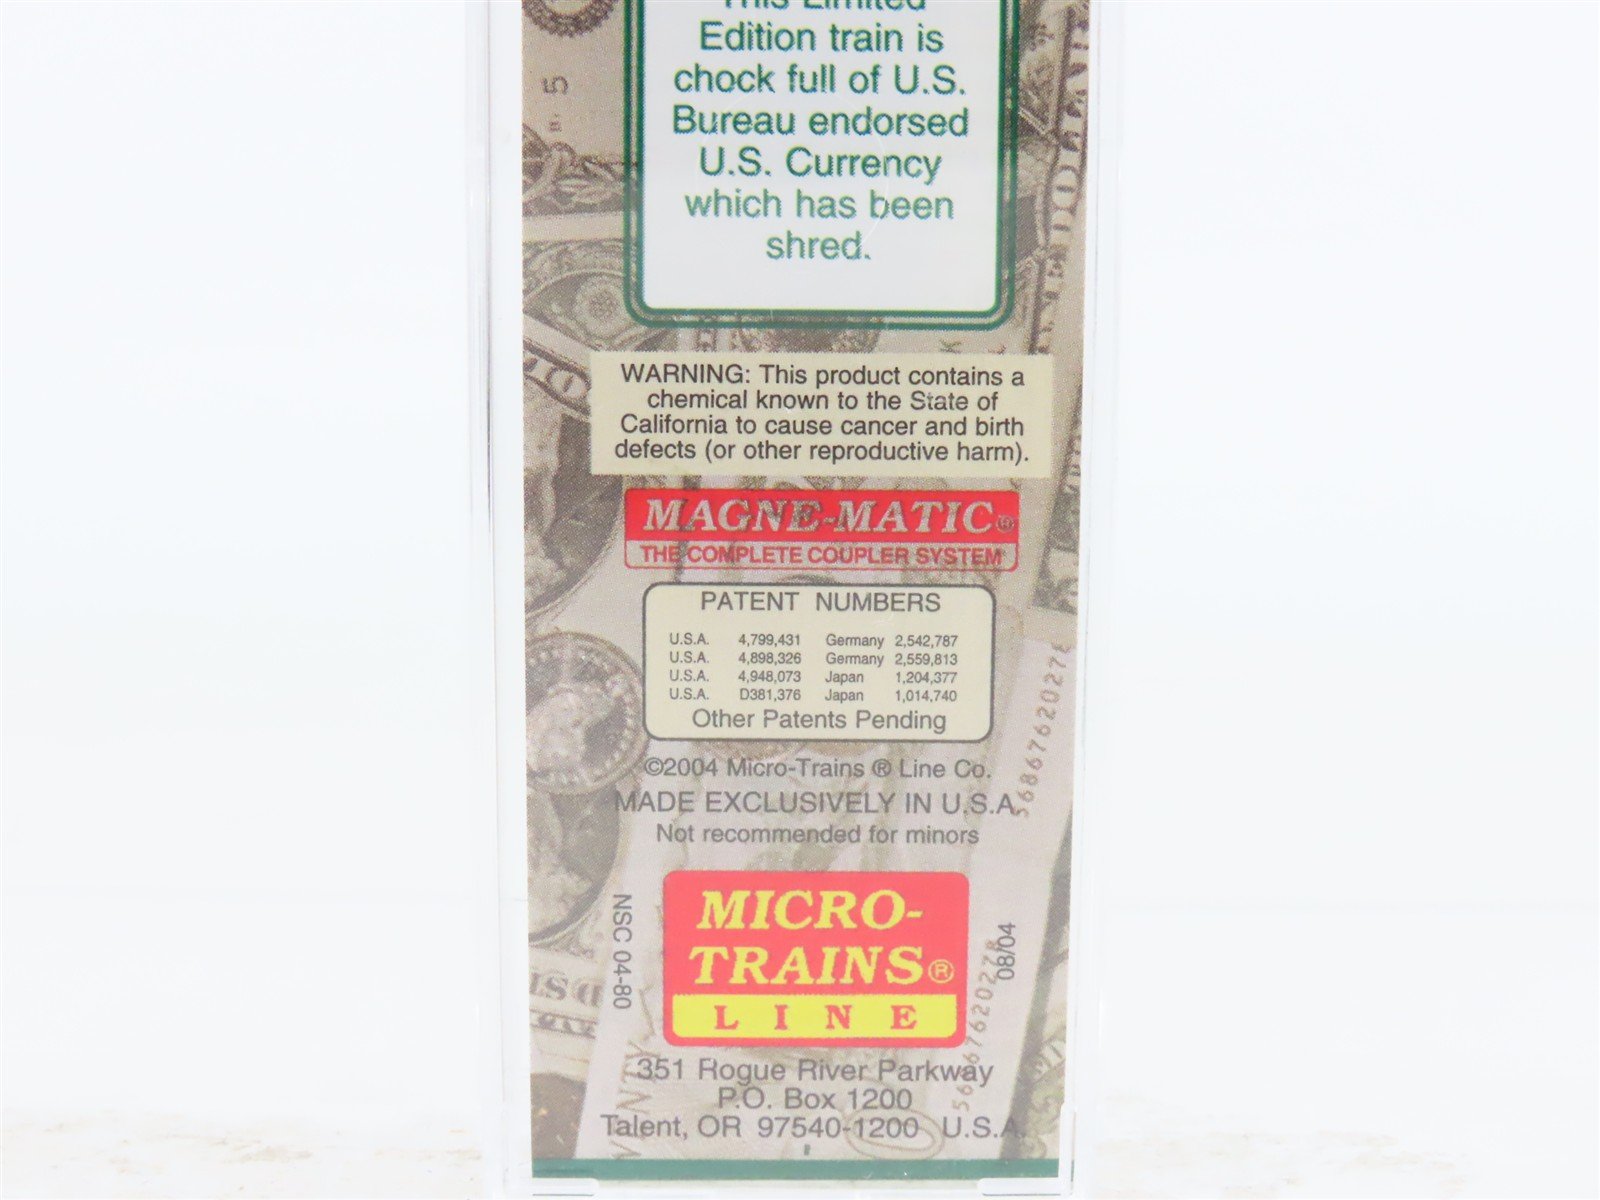 This Limited
Edition train is
chock full of U.S.
Bureau endorsed
U.S. Currency
which has been
shred.
WARNING: This product contains a
chemical known to the State of
California to cause cancer and birth
defects (or other reproductive harm).
MAGNE-MATIC®
THE COMPLETE COUPLER SYSTEM
PATENT NUMBERS
U.S.A. 4,799,431 Germany 2,542,787
U.S.A. 4,898,326 Germany 2,559,813
U.S.A. 4,948,073 Japan 1,204,377
U.S.A. D381,376 Japan 1,014,740
Other Patents Pending
©2004 Micro-Trains ® Line Co.
MADE EXCLUSIVELY IN U.S.A.
Not recommended for minors
NSC 04-80
MICRO-
TRAINS®
LINE
08/04
351 Rogue River Parkway
P.O. Box 1200
Talent, OR 97540-1200 U.S.A.